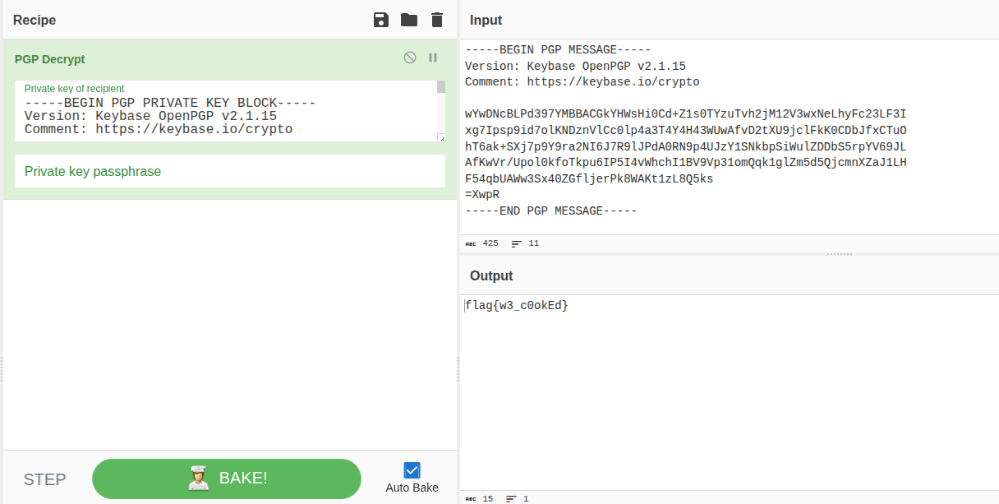 Recipe
PGP Decrypt
Private key of recipient
-----BEGIN PGP PRIVATE KEY BLOCK-----
Version: Keybase OpenPGP v2.1.15
Comment: https://keybase.io/crypto
Private key passphrase
STEP
BAKE!
Auto Bake
Input
-----BEGIN PGP MESSAGE-----
Version: Keybase OpenPGP v2.1.15
Comment: https://keybase.io/crypto
wYwDNcBLPd397YMBBACGkYHWsHi0Cd+Z1s0TYzuTvh2jM12V3wxNeLhyFc23LF3I
xg7Ipsp9id7olKNDznVlCc0lp4a3T4Y4H43WUwAfvD2tXU9jclFkK0CDbJfxCTuO
hT6ak+SXj7p9Y9ra2NI6J7R9lJPdA0RN9p4UJzY1SNkbpSiWulZDDbS5rpYV69JL
AfKwVr/Upol0kfoTkpu6IP5I4vWhchI1BV9Vp31omQqk1glZm5d5QjcmnXZaJ1LH
F54qbUAWw3Sx40ZGfljerPk8WAKt1zL8Q5ks
=XwpR
-----END PGP MESSAGE-----
ABC 425 11
Output
flag{w3_c0okEd}
ABC 15 1